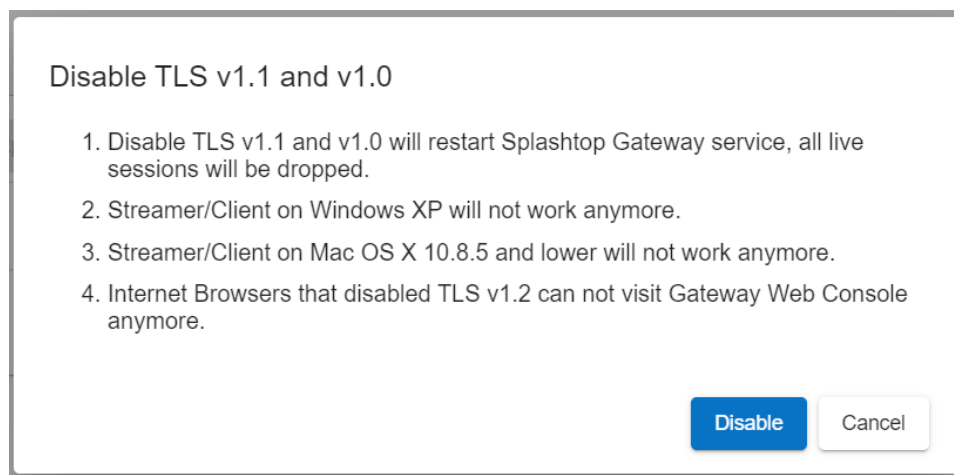 Disable TLS v1.1 and v1.0
1. Disable TLS v1.1 and v1.0 will restart Splashtop Gateway service, all live
sessions will be dropped.
2. Streamer/Client on Windows XP will not work anymore.
3. Streamer/Client on Mac OS X 10.8.5 and lower will not work anymore.
4. Internet Browsers that disabled TLS v1.2 can not visit Gateway Web Console
anymore.
Disable Cancel